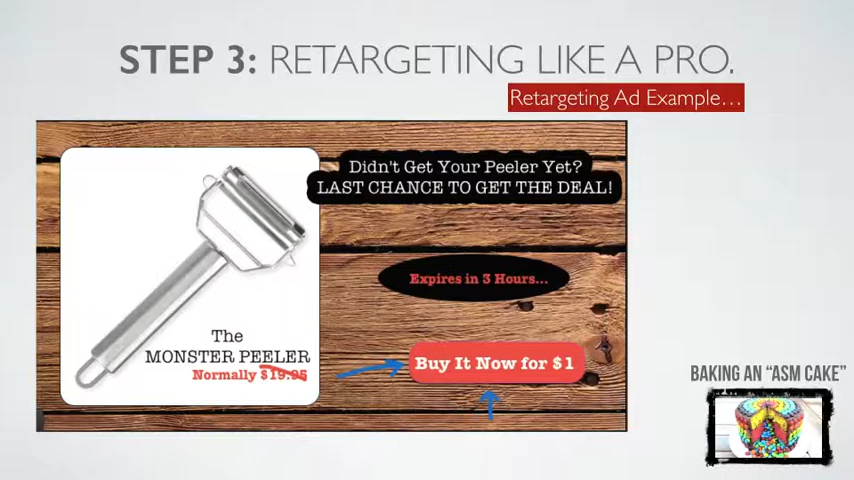 STEP 3: RETARGETING LIKE A PRO.
Retargeting Ad Example...
Didn't Get Your Peeler Yet?
LAST CHANCE TO GET THE DEAL!
Expires in 3 Hours...
The
MONSTER PEELER
Normally $19.95
Buy It Now for $1
BAKING AN “ASM CAKE”